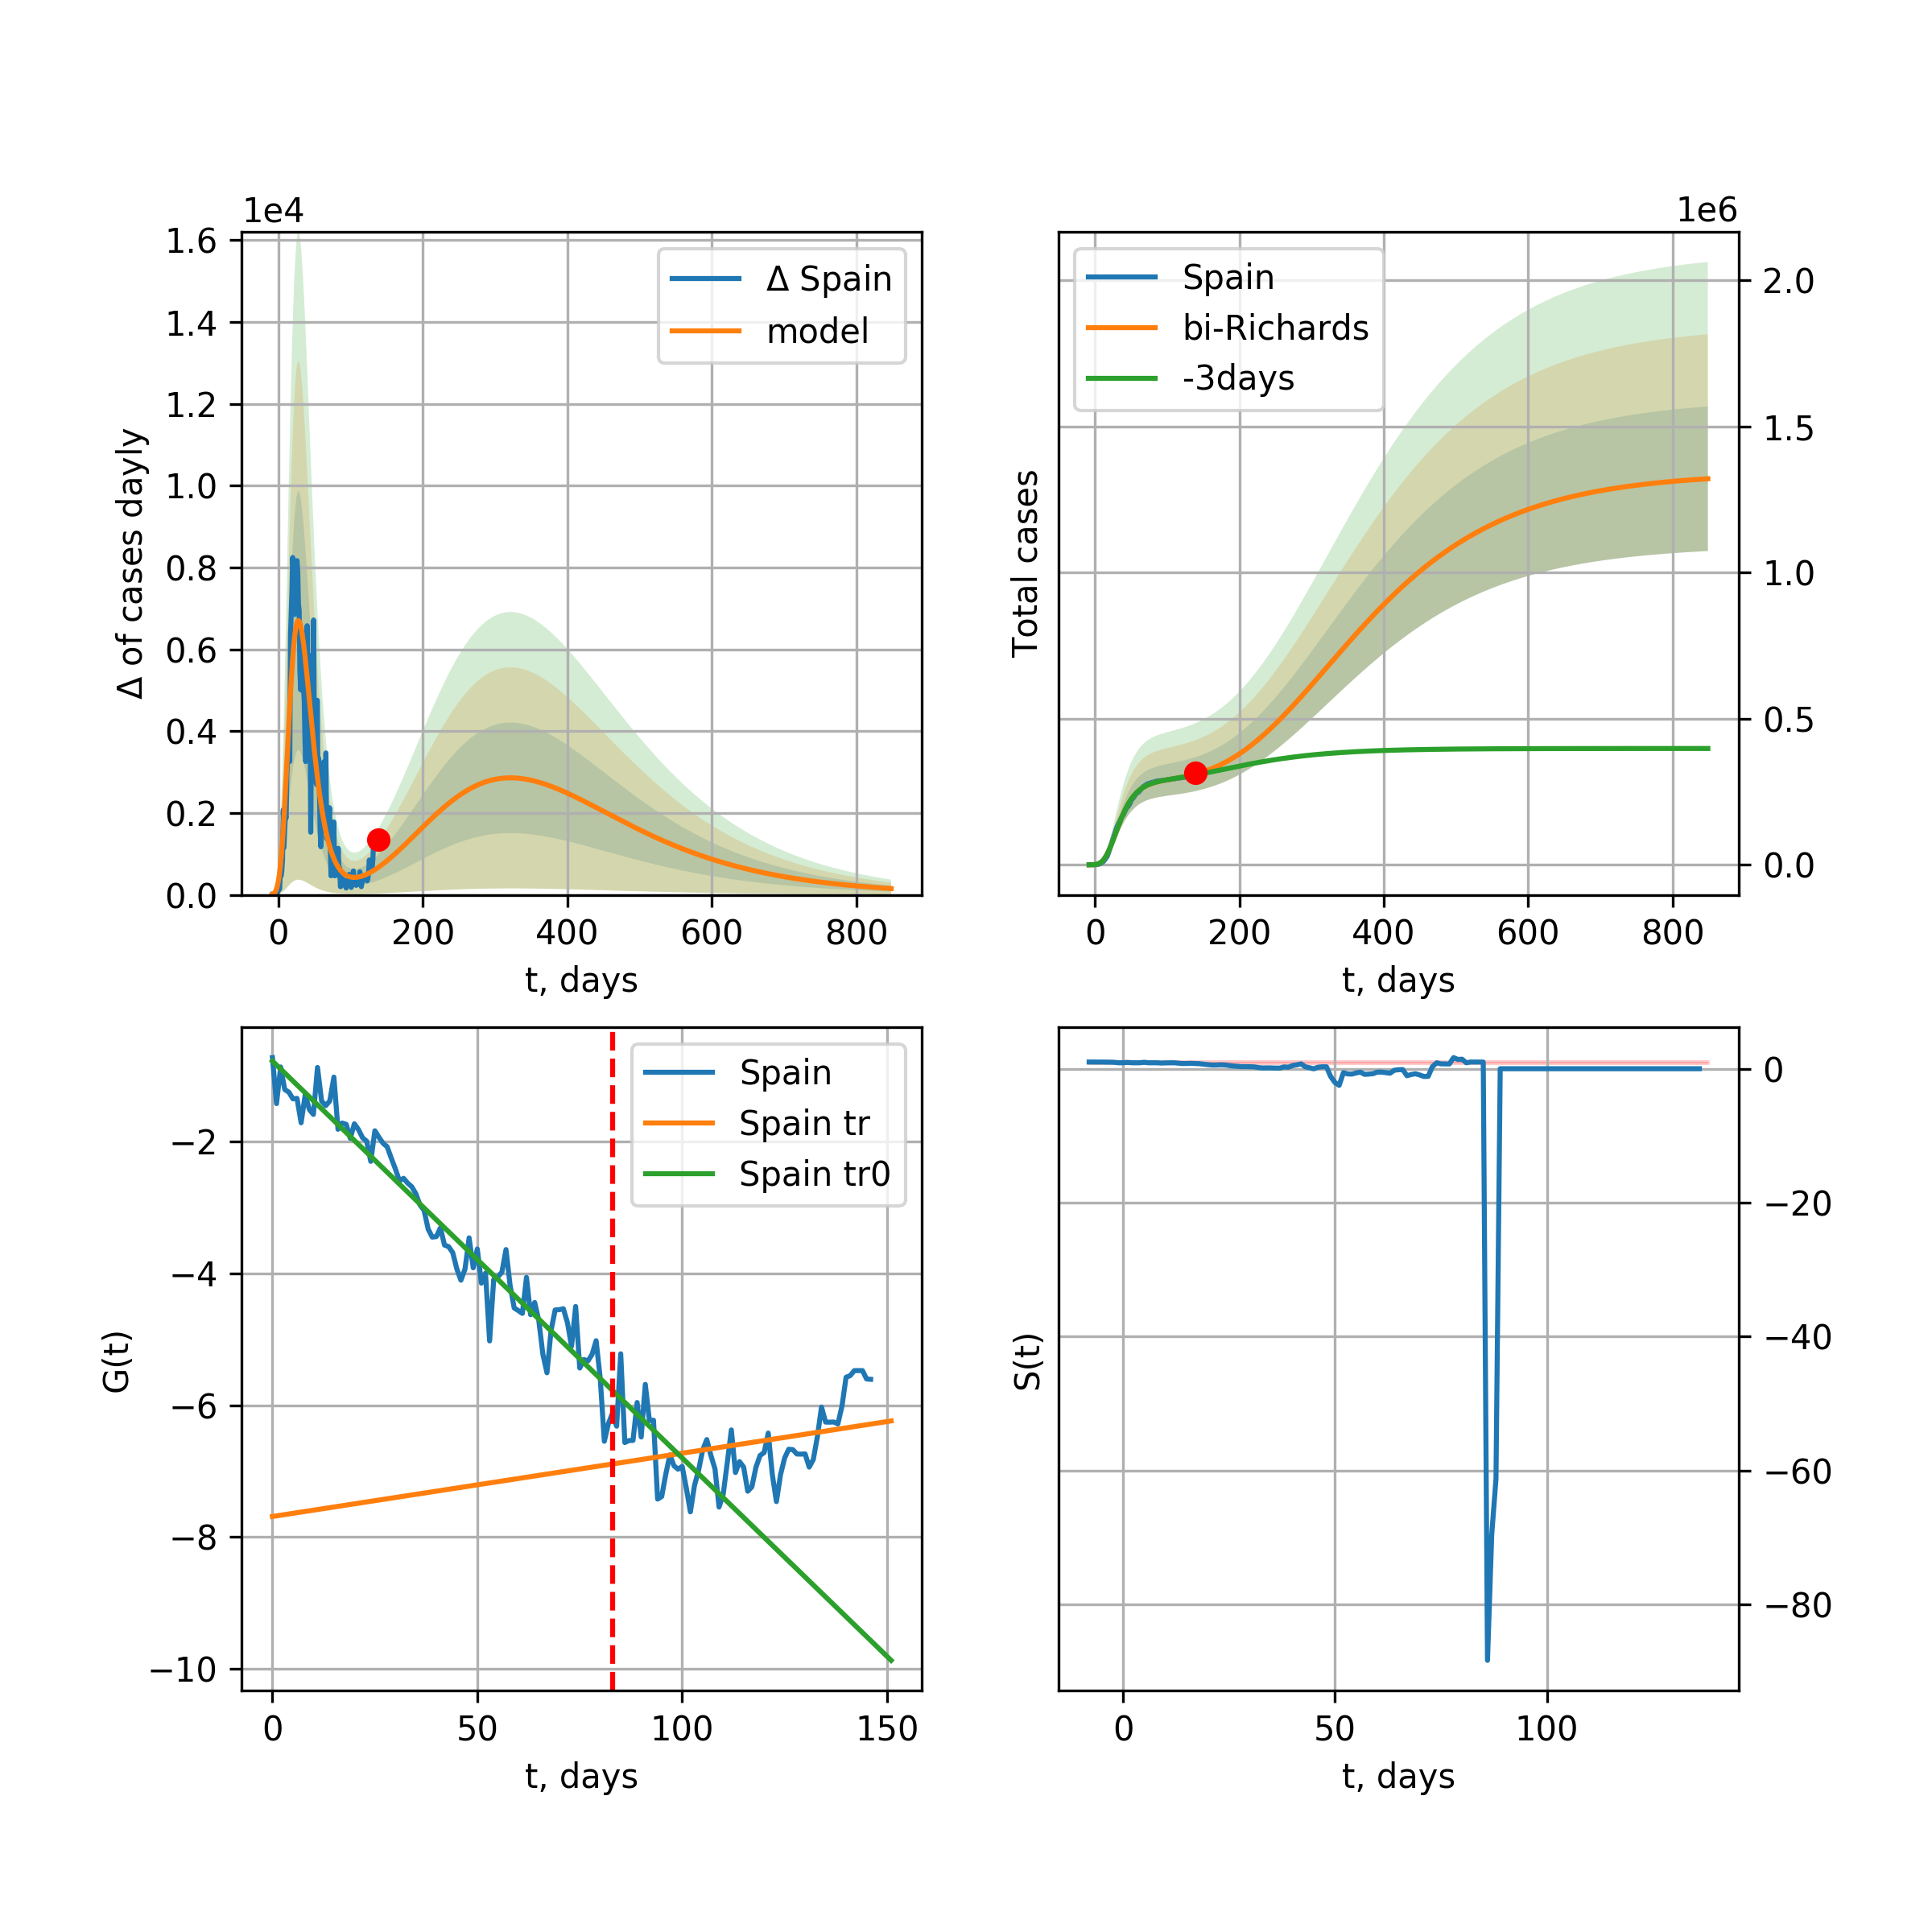 1e4
Δ of cases dayly
1.6
1.4
1.2
1.0
0.8
0.6
0.4
0.2
0.0
Δ Spain
model
0 200 400 600 800
t, days
1e6
Total cases
Spain
bi-Richards
-3days
2.0
1.5
1.0
0.5
0.0
0 200 400 600 800
t, days
G(t)
−2
−4
−6
−8
−10
Spain
Spain tr
Spain tr0
0 50 100 150
t, days
S(t)
0
−20
−40
−60
−80
0 50 100
t, days